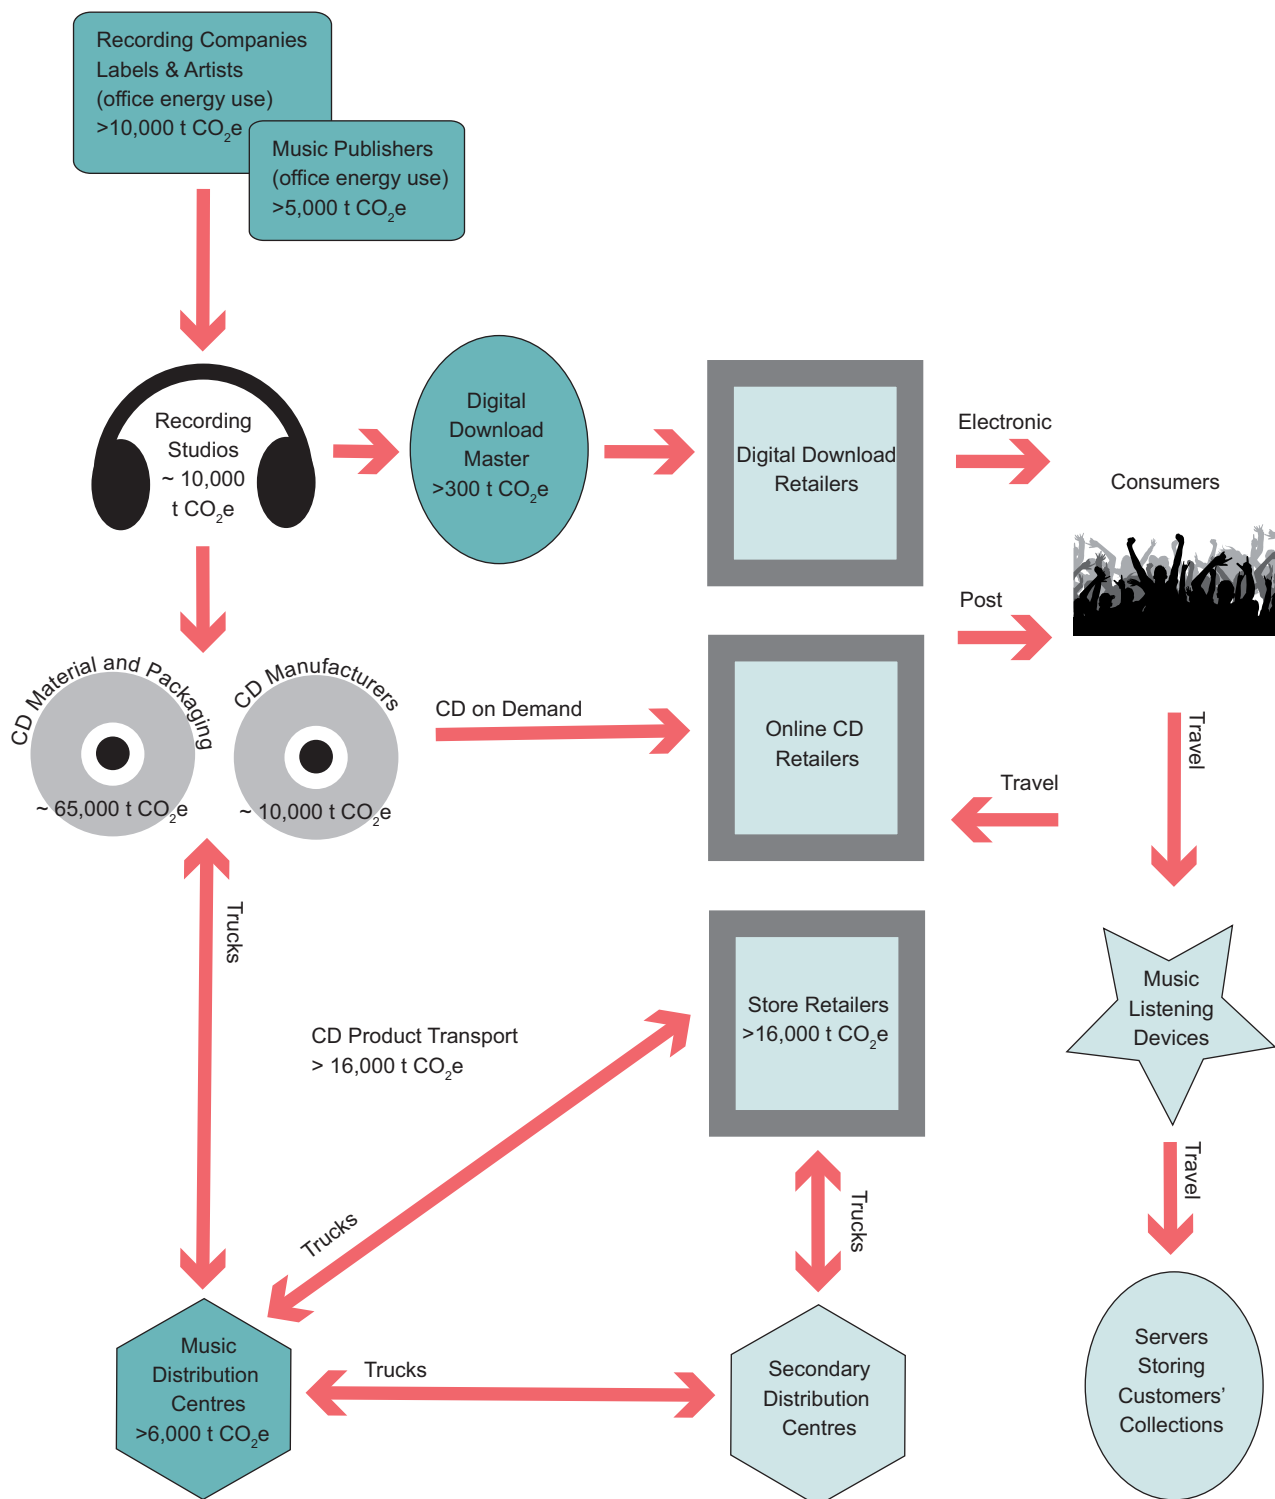 Recording Companies
Labels & Artists
(office energy use)
>10,000 t CO₂e
Music Publishers
(office energy use)
>5,000 t CO₂e
Recording
Studios
~ 10,000
t CO₂e
Digital
Download
Master
>300 t CO₂e
Digital Download
Retailers
Electronic
Consumers
Post
CD Material and Packaging
~ 65,000 t CO₂e
CD Manufacturers
~ 10,000 t CO₂e
CD on Demand
Online CD
Retailers
Travel
Travel
Trucks
CD Product Transport
> 16,000 t CO₂e
Store Retailers
>16,000 t CO₂e
Music
Listening
Devices
Trucks
Trucks
Travel
Music
Distribution
Centres
>6,000 t CO₂e
Trucks
Secondary
Distribution
Centres
Servers
Storing
Customers’
Collections